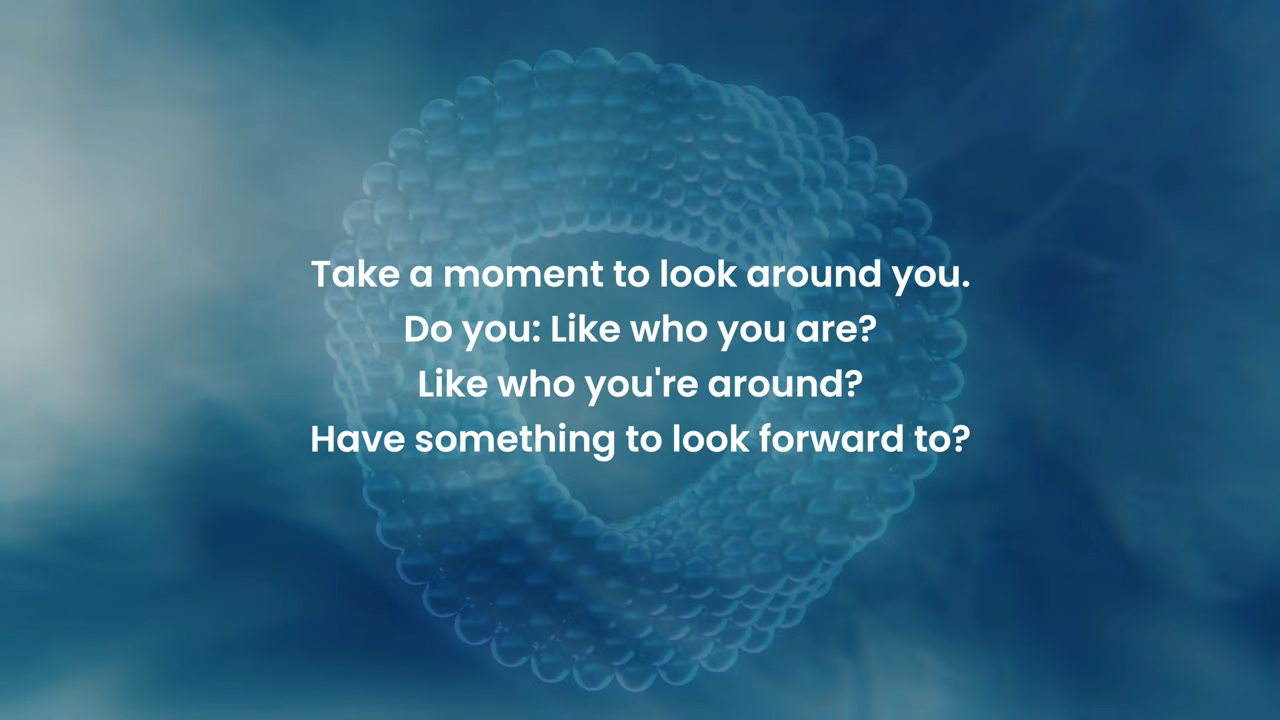 Take a moment to look around you.
Do you: Like who you are?
Like who you're around?
Have something to look forward to?